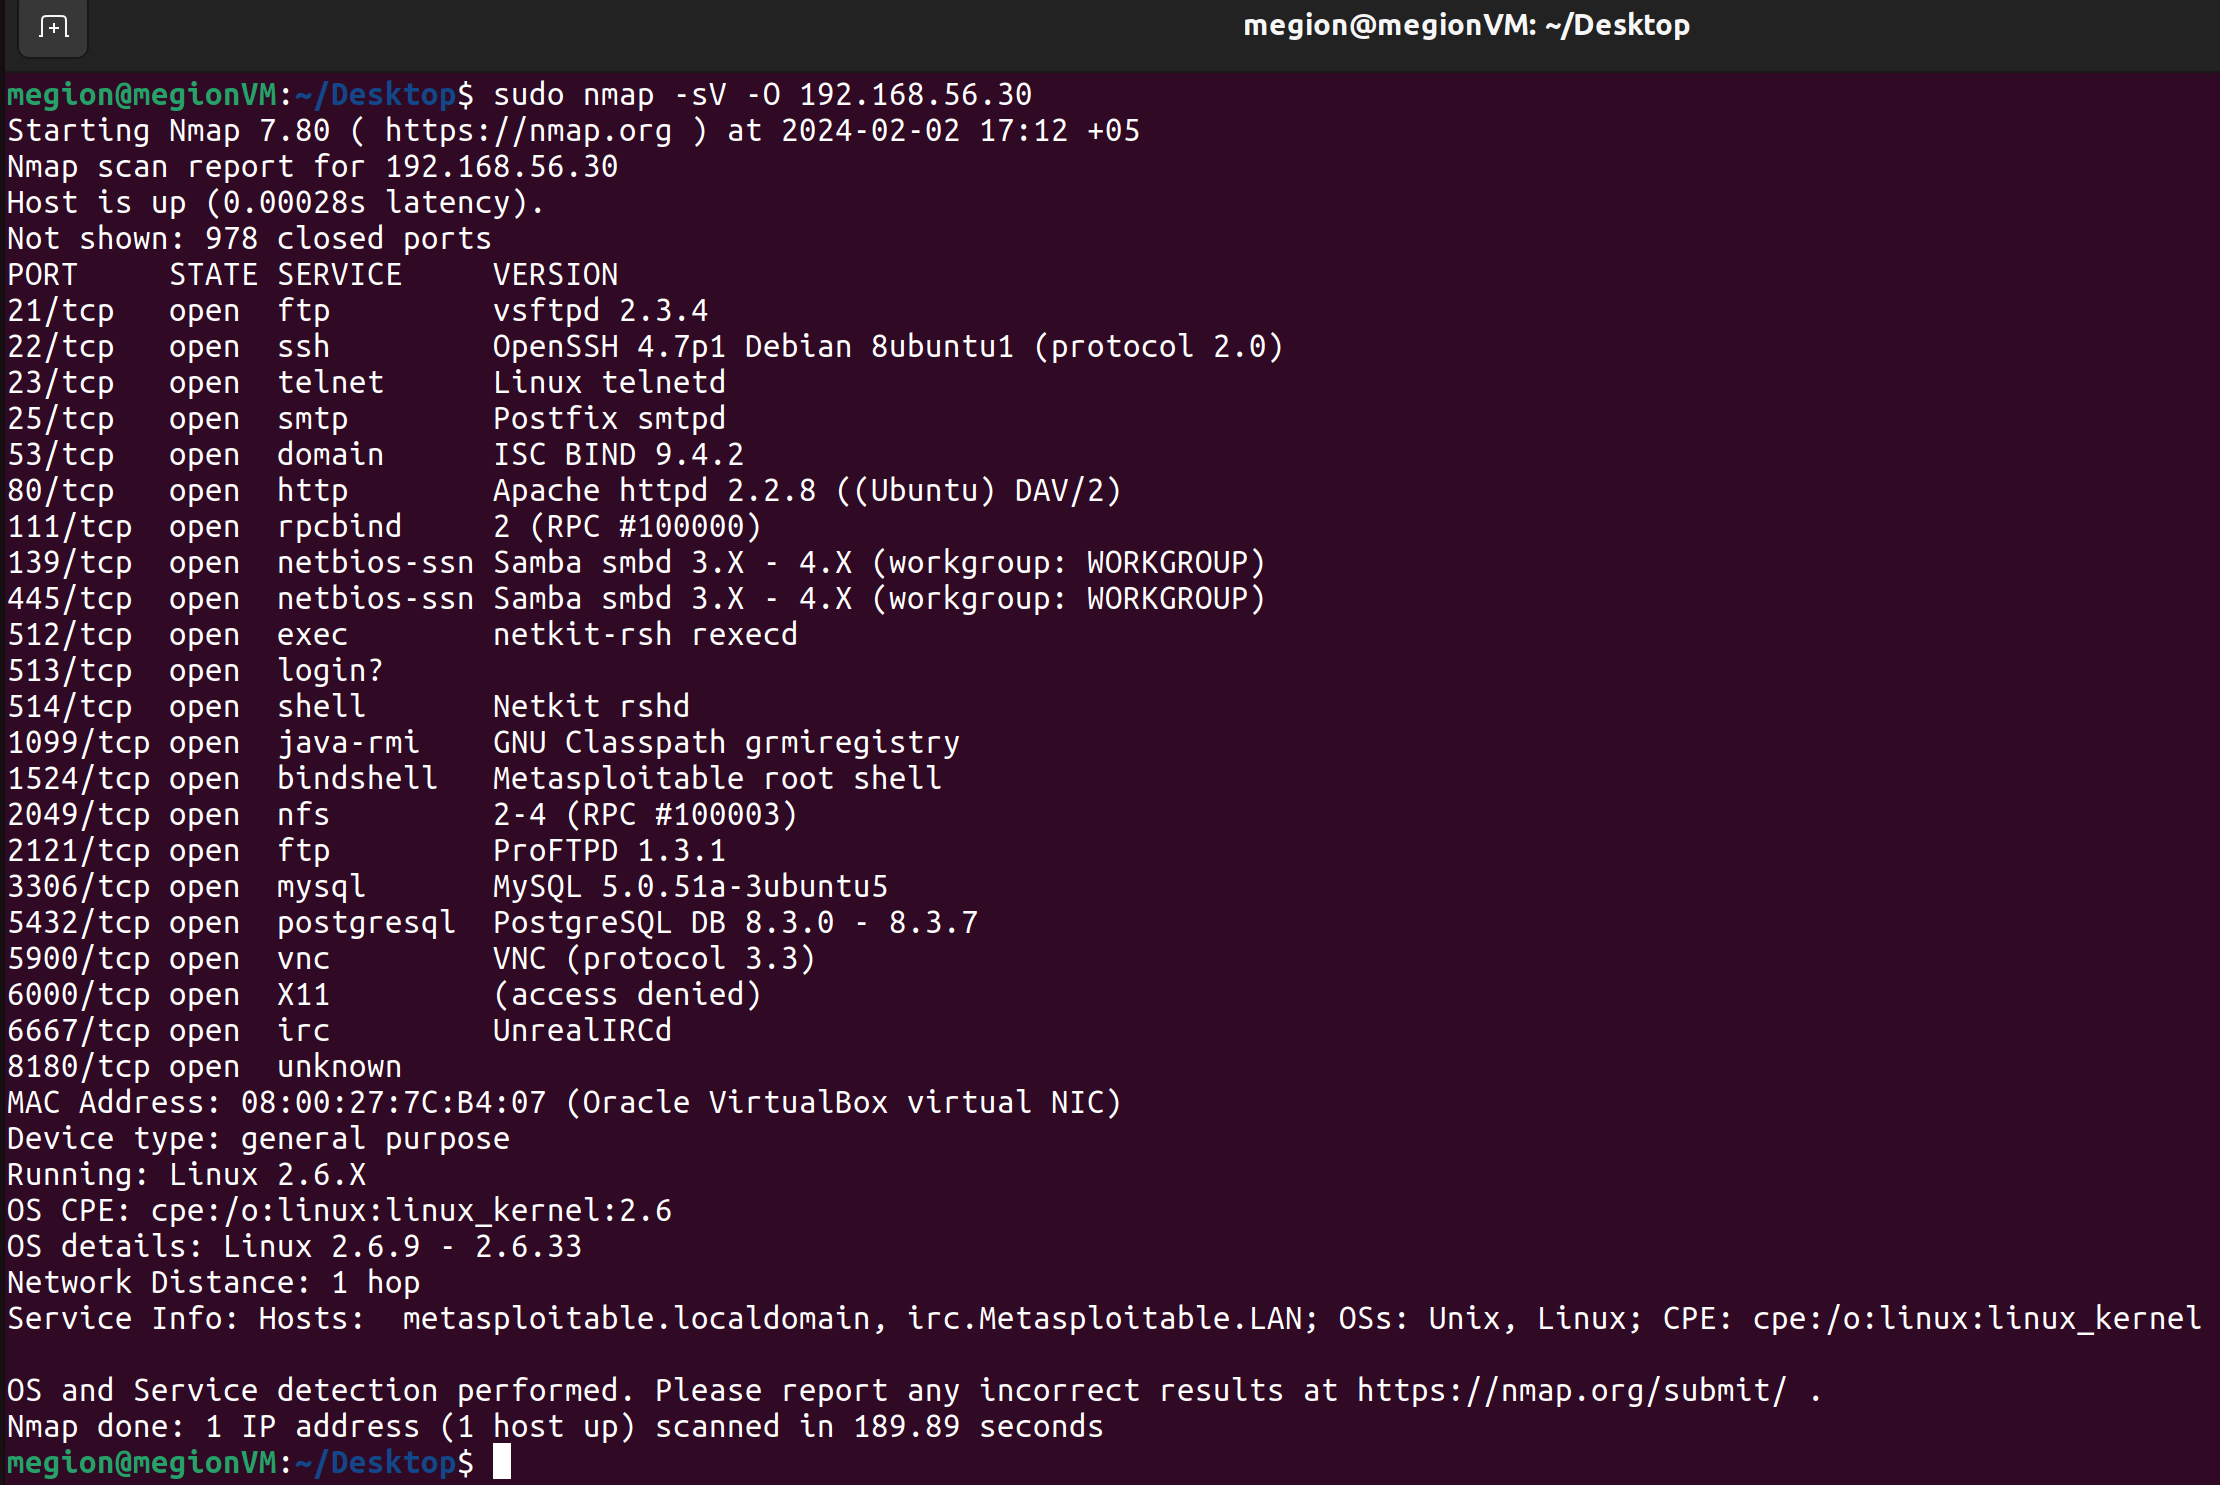 megion@megionVM: ~/Desktop
megion@megionVM:~/Desktop$ sudo nmap -sV -O 192.168.56.30
Starting Nmap 7.80 ( https://nmap.org ) at 2024-02-02 17:12 +05
Nmap scan report for 192.168.56.30
Host is up (0.00028s latency).
Not shown: 978 closed ports
PORT     STATE SERVICE     VERSION
21/tcp   open  ftp         vsftpd 2.3.4
22/tcp   open  ssh         OpenSSH 4.7p1 Debian 8ubuntu1 (protocol 2.0)
23/tcp   open  telnet      Linux telnetd
25/tcp   open  smtp        Postfix smtpd
53/tcp   open  domain      ISC BIND 9.4.2
80/tcp   open  http        Apache httpd 2.2.8 ((Ubuntu) DAV/2)
111/tcp  open  rpcbind     2 (RPC #100000)
139/tcp  open  netbios-ssn Samba smbd 3.X - 4.X (workgroup: WORKGROUP)
445/tcp  open  netbios-ssn Samba smbd 3.X - 4.X (workgroup: WORKGROUP)
512/tcp  open  exec        netkit-rsh rexecd
513/tcp  open  login?
514/tcp  open  shell       Netkit rshd
1099/tcp open  java-rmi    GNU Classpath grmiregistry
1524/tcp open  bindshell   Metasploitable root shell
2049/tcp open  nfs         2-4 (RPC #100003)
2121/tcp open  ftp         ProFTPD 1.3.1
3306/tcp open  mysql       MySQL 5.0.51a-3ubuntu5
5432/tcp open  postgresql  PostgreSQL DB 8.3.0 - 8.3.7
5900/tcp open  vnc         VNC (protocol 3.3)
6000/tcp open  X11         (access denied)
6667/tcp open  irc         UnrealIRCd
8180/tcp open  unknown
MAC Address: 08:00:27:7C:B4:07 (Oracle VirtualBox virtual NIC)
Device type: general purpose
Running: Linux 2.6.X
OS CPE: cpe:/o:linux:linux_kernel:2.6
OS details: Linux 2.6.9 - 2.6.33
Network Distance: 1 hop
Service Info: Hosts:  metasploitable.localdomain, irc.Metasploitable.LAN; OSs: Unix, Linux; CPE: cpe:/o:linux:linux_kernel
OS and Service detection performed. Please report any incorrect results at https://nmap.org/submit/ .
Nmap done: 1 IP address (1 host up) scanned in 189.89 seconds
megion@megionVM:~/Desktop$